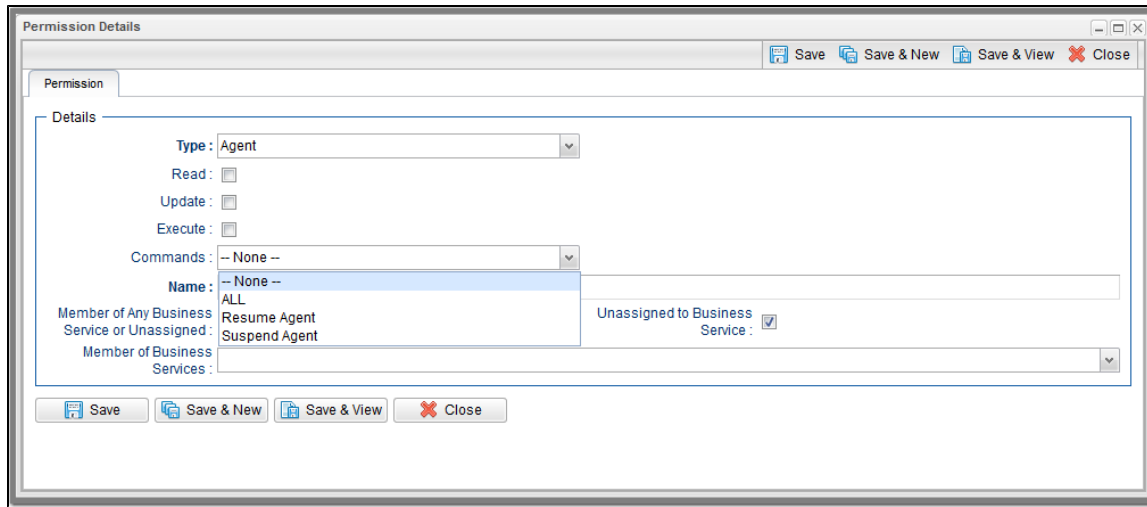 Permission Details
Save Save & New Save & View Close
Permission
Details
Type : Agent
Read :
Update :
Execute :
Commands : -- None --
Name : -- None --
ALL
Resume Agent
Suspend Agent
Member of Any Business
Service or Unassigned :
Unassigned to Business
Service :
Member of Business
Services :
Save Save & New Save & View Close